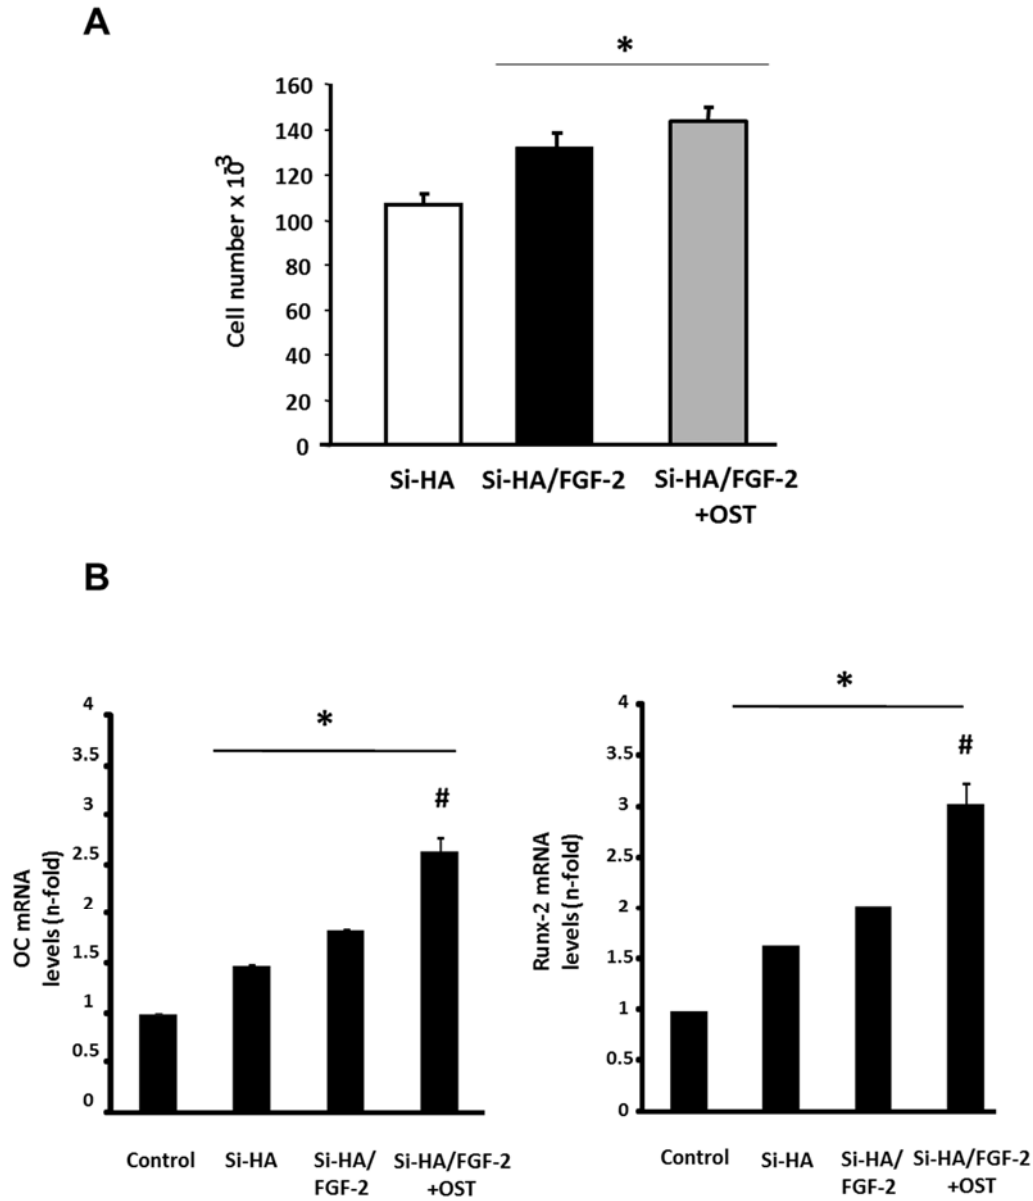 A
*
160
140
120
100
80
60
40
20
0
Cell number x 10³
Si-HA
Si-HA/FGF-2
Si-HA/FGF-2
+OST
B
*
#
4
3.5
3
2.5
2
1.5
1
0.5
0
OC mRNA
levels (n-fold)
Control
Si-HA
Si-HA/
FGF-2
Si-HA/FGF-2
+OST
*
#
4
3.5
3
2.5
2
1.5
1
0.5
0
Runx-2 mRNA
levels (n-fold)
Control
Si-HA
Si-HA/
FGF-2
Si-HA/FGF-2
+OST